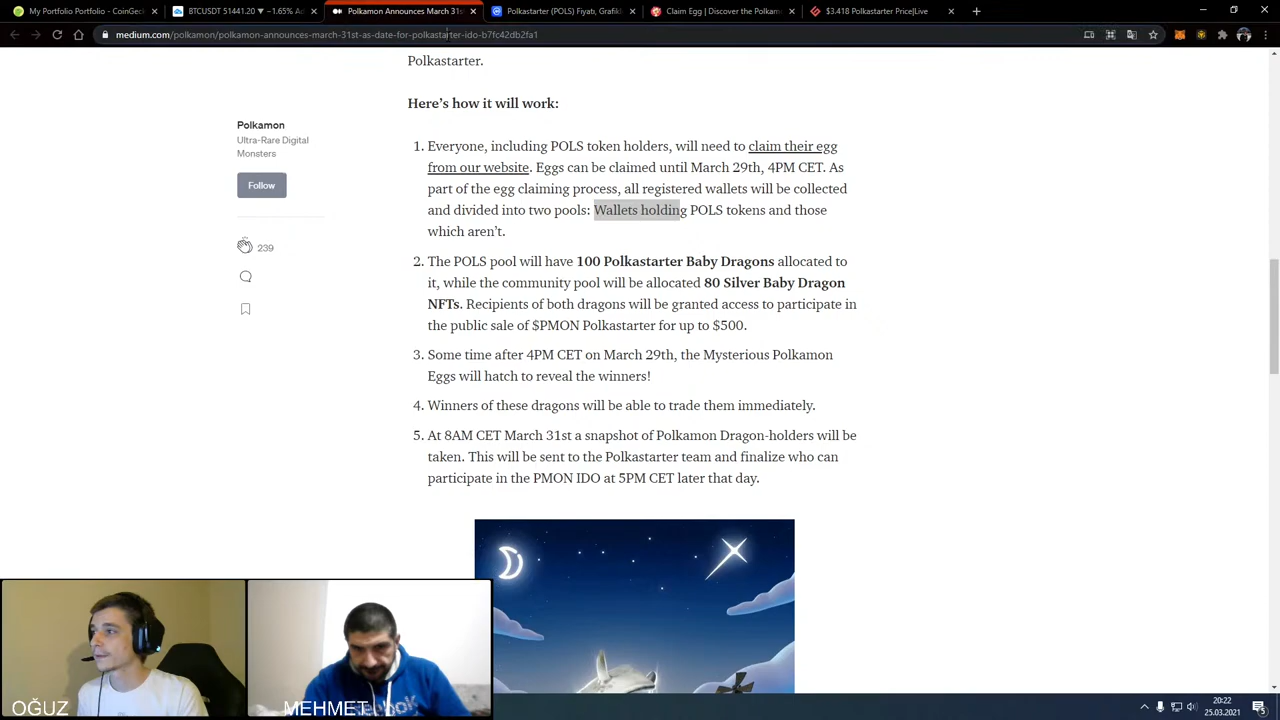 My Portfolio Portfolio - CoinGeck
BTCUSDT 51441.20 ▼ −1.65% Ad
Polkamon Announces March 31s
Polkastarter (POLS) Fiyatı, Grafikl
Claim Egg | Discover the Polkam
$3.418 Polkastarter Price|Live
medium.com/polkamon/polkamon-announces-march-31st-as-date-for-polkastarter-ido-b7fc42db2fa1
Polkastarter.
Here’s how it will work:
Polkamon
Ultra-Rare Digital
Monsters
Follow
239
1. Everyone, including POLS token holders, will need to claim their egg
from our website. Eggs can be claimed until March 29th, 4PM CET. As
part of the egg claiming process, all registered wallets will be collected
and divided into two pools: Wallets holding POLS tokens and those
which aren’t.
2. The POLS pool will have 100 Polkastarter Baby Dragons allocated to
it, while the community pool will be allocated 80 Silver Baby Dragon
NFTs. Recipients of both dragons will be granted access to participate in
the public sale of $PMON Polkastarter for up to $500.
3. Some time after 4PM CET on March 29th, the Mysterious Polkamon
Eggs will hatch to reveal the winners!
4. Winners of these dragons will be able to trade them immediately.
5. At 8AM CET March 31st a snapshot of Polkamon Dragon-holders will be
taken. This will be sent to the Polkastarter team and finalize who can
participate in the PMON IDO at 5PM CET later that day.
OĞUZ
MEHMET
20:22
25.03.2021